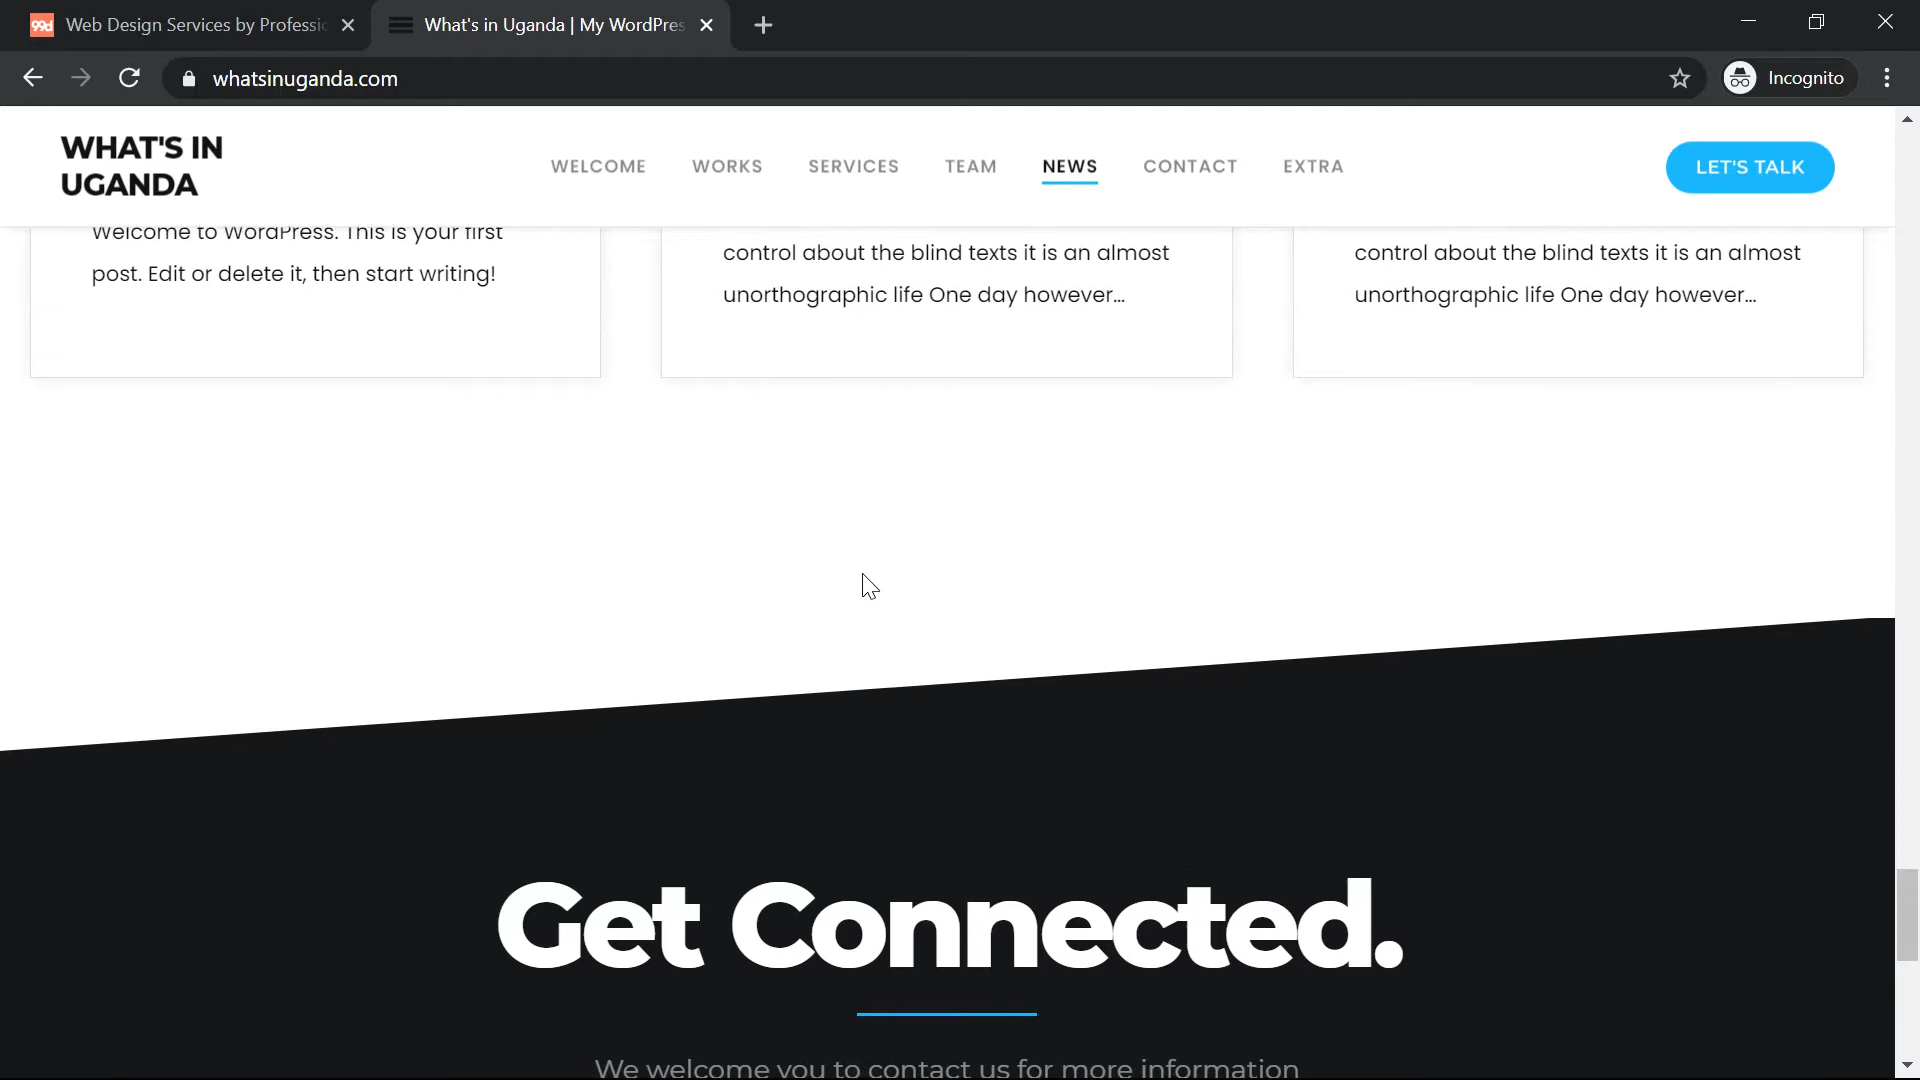 Web Design Services by Professi
What's in Uganda | My WordPres
whatsinuganda.com
Incognito
WHAT'S IN
UGANDA
WELCOME WORKS SERVICES TEAM NEWS CONTACT EXTRA
LET'S TALK
Welcome to WordPress. This is your first
post. Edit or delete it, then start writing!
control about the blind texts it is an almost
unorthographic life One day however...
control about the blind texts it is an almost
unorthographic life One day however...
Get Connected.
We welcome you to contact us for more information